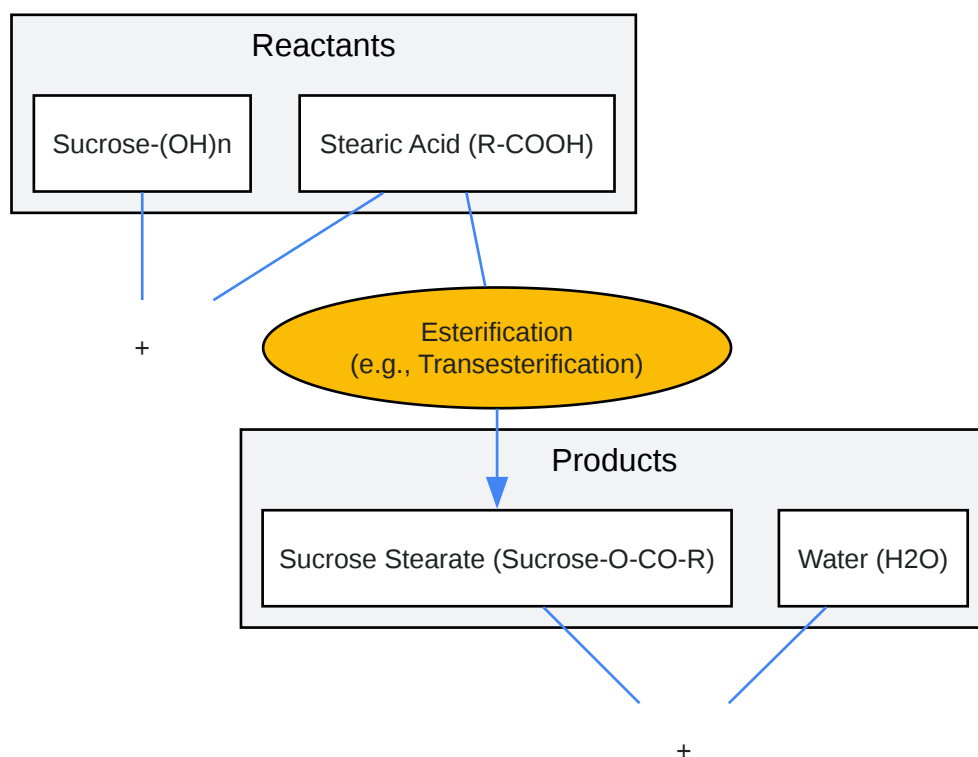 Reactants
Sucrose-(OH)n
Stearic Acid (R-COOH)
+
Esterification
(e.g., Transesterification)
Products
Sucrose Stearate (Sucrose-O-CO-R)
Water (H2O)
+